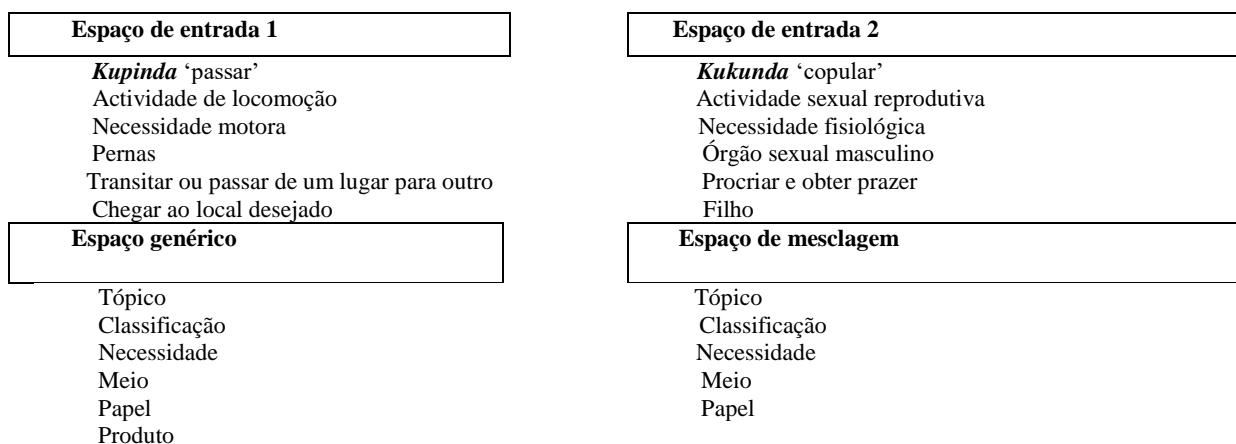 Espaço de entrada 1
Kupinda ‘passar’
Actividade de locomoção
Necessidade motora
Pernas
Transitar ou passar de um lugar para outro
Chegar ao local desejado
Espaço de entrada 2
Kukunda ‘copular’
Actividade sexual reprodutiva
Necessidade fisiológica
Órgão sexual masculino
Procriar e obter prazer
Filho
Espaço genérico
Tópico
Classificação
Necessidade
Meio
Papel
Produto
Espaço de mesclagem
Tópico
Classificação
Necessidade
Meio
Papel